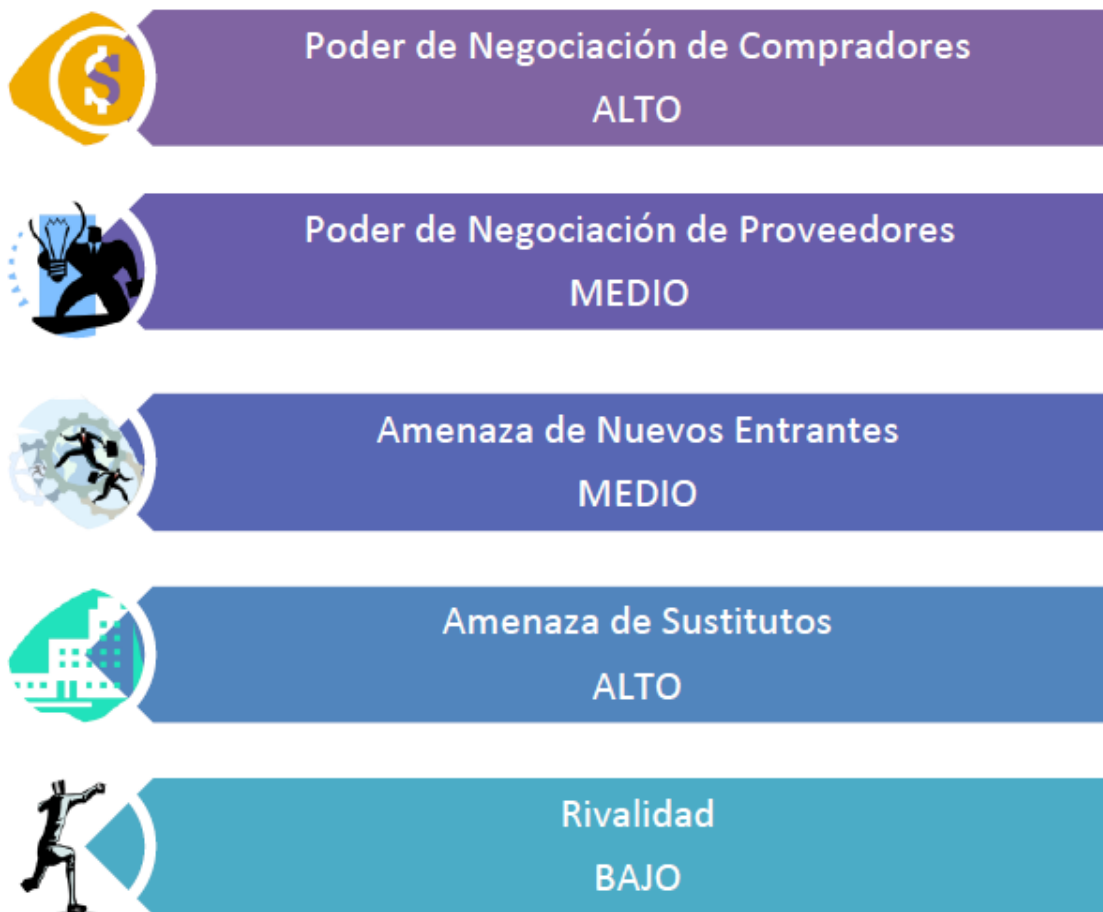 Poder de Negociación de Compradores
ALTO
Poder de Negociación de Proveedores
MEDIO
Amenaza de Nuevos Entrantes
MEDIO
Amenaza de Sustitutos
ALTO
Rivalidad
BAJO